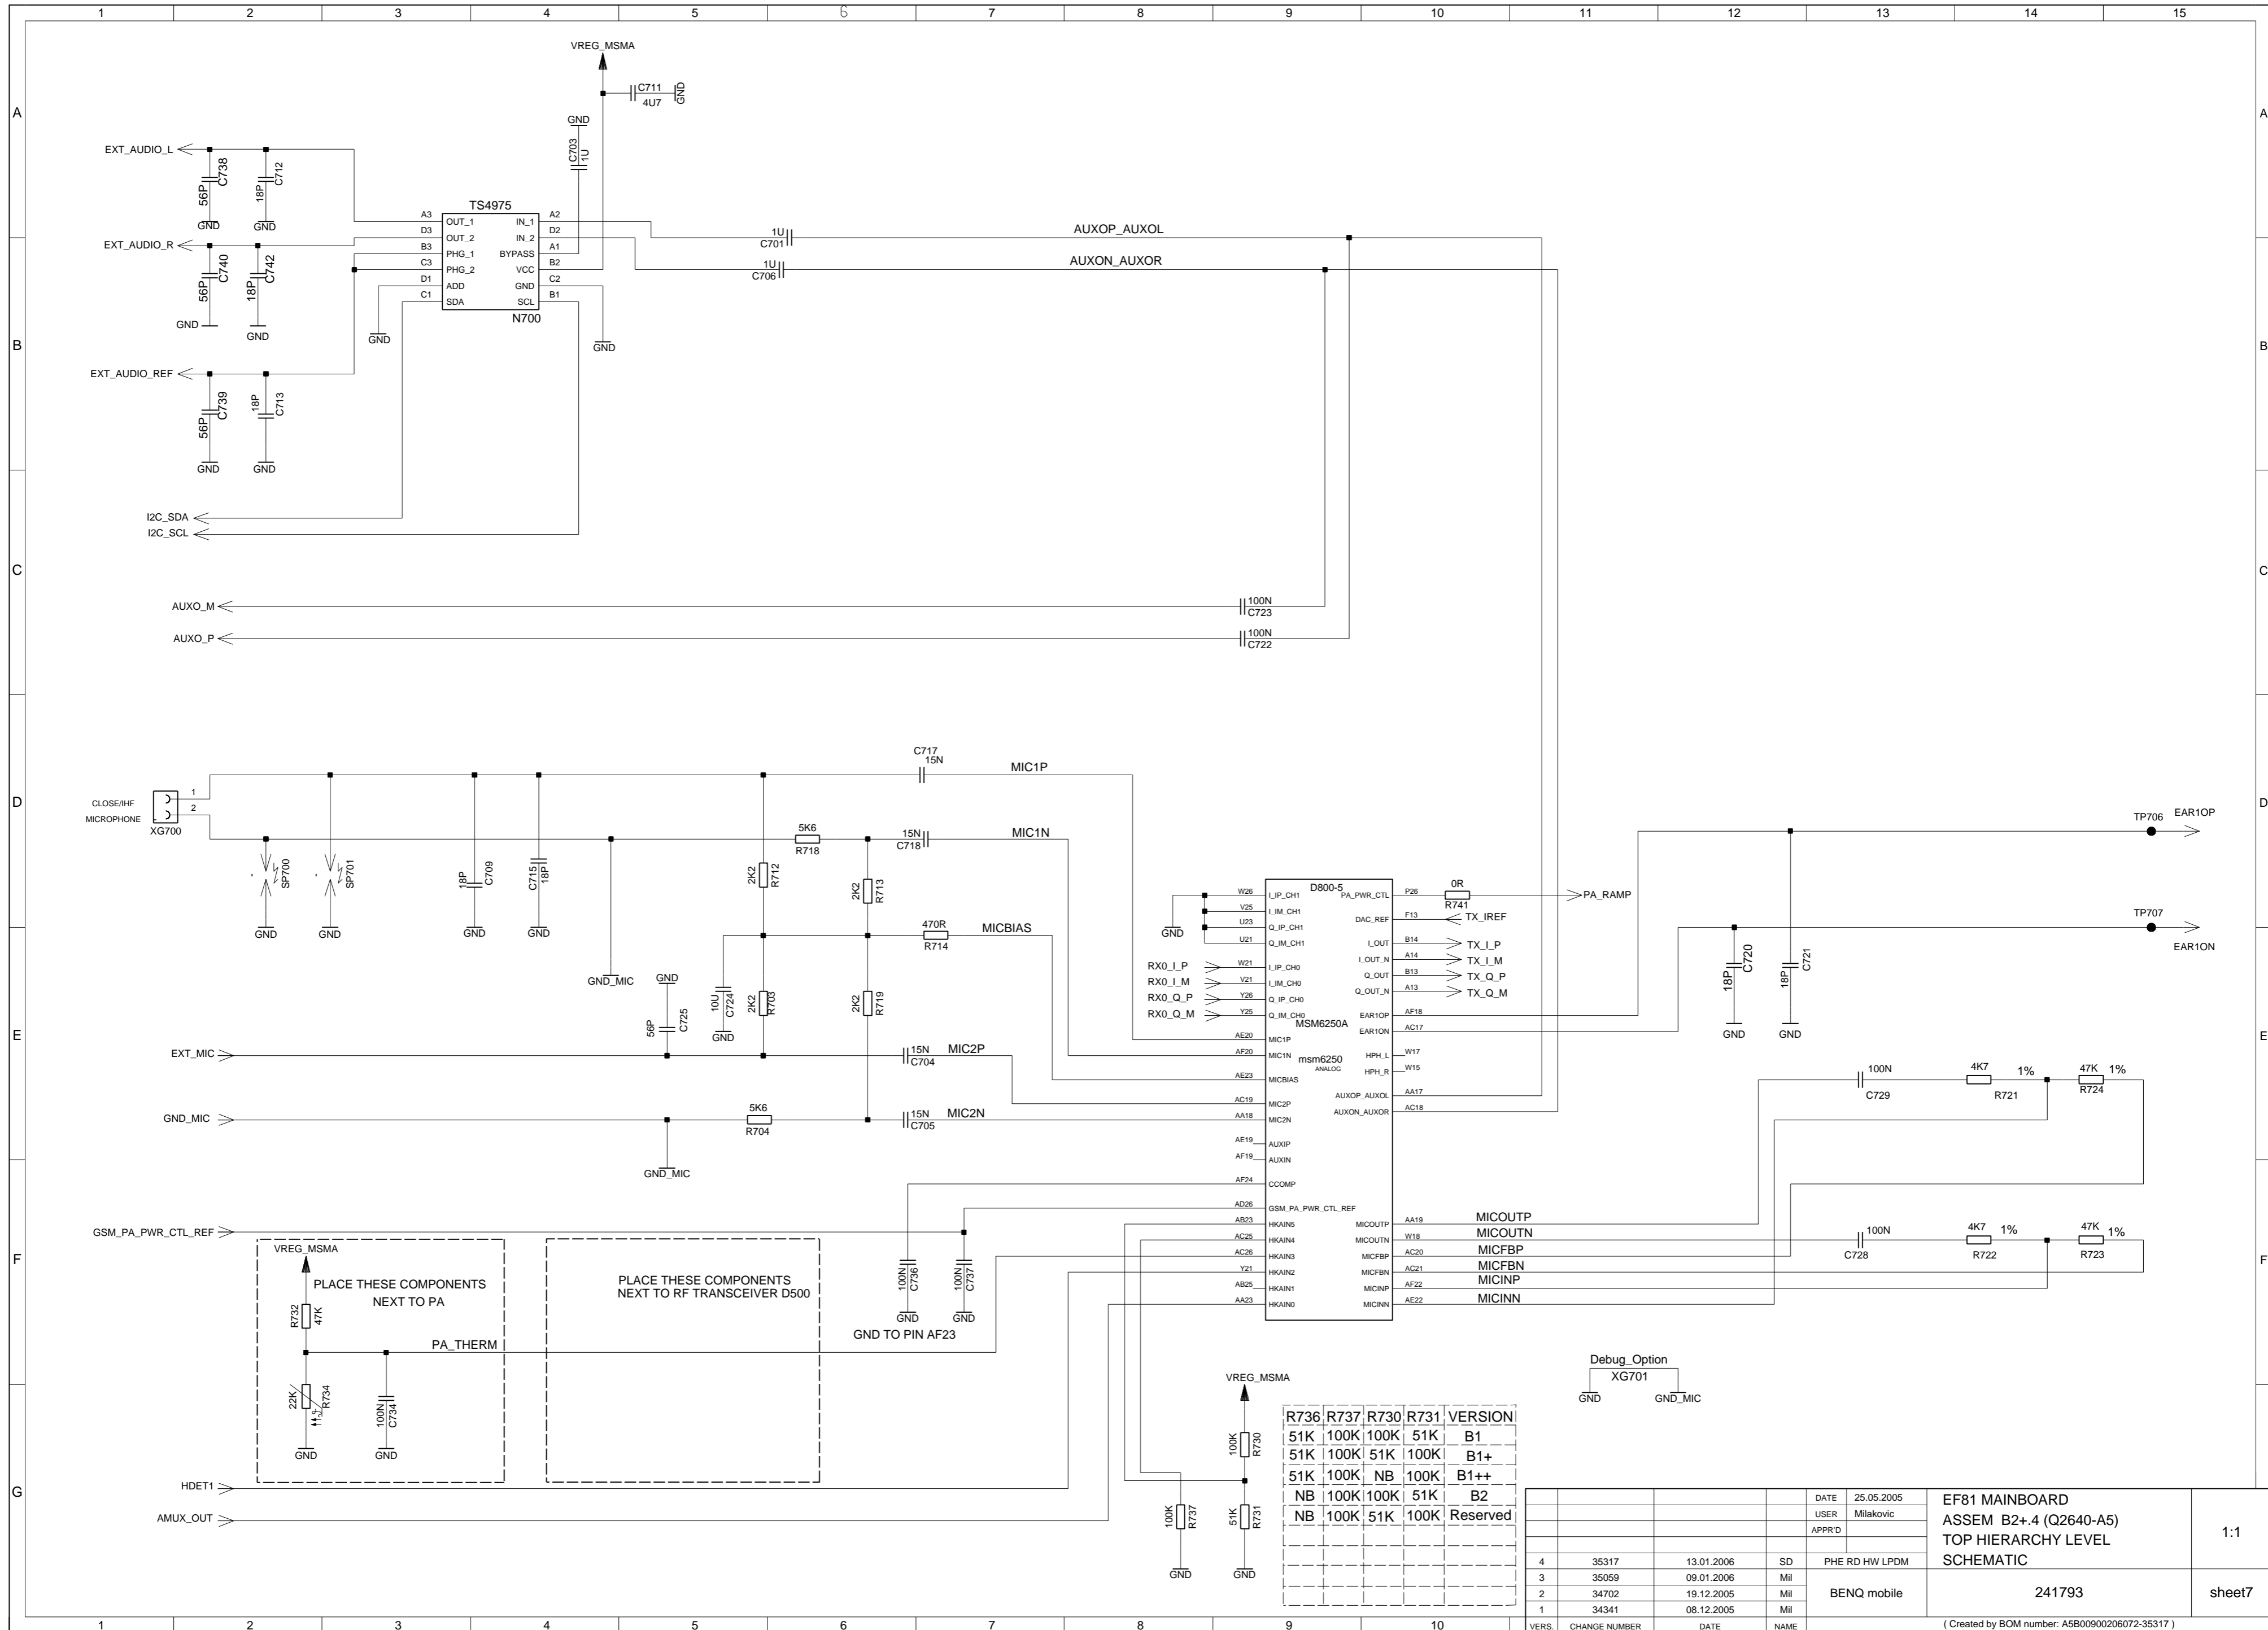 1 2 3 4 5 6 7 8 9 10 11 12 13 14 15
A A
B B
C C
D D
E E
F F
G
VREG_MSMA
C711
4U7
GND
GND
C703
1U
EXT_AUDIO_L
56P
C738
18P
C712
GND
GND
TS4975
A3 OUT_1 IN_1 A2
D3 OUT_2 IN_2 D2
B3 PHG_1 BYPASS A1
C3 PHG_2 VCC B2
D1 ADD GND C2
C1 SDA SCL B1
N700
GND
GND
EXT_AUDIO_R
56P
C740
18P
C742
GND
GND
1U
C701
AUXOP_AUXOL
1U
C706
AUXON_AUXOR
EXT_AUDIO_REF
56P
C739
18P
C713
GND
GND
I2C_SDA
I2C_SCL
AUXO_M
100N
C723
AUXO_P
100N
C722
CLOSE/IHF
MICROPHONE
1
2
XG700
C717
15N
MIC1P
5K6
R718
15N
C718
MIC1N
SP700
SP701
18P
C709
C715
18P
2K2
R712
2K2
R713
GND
GND
GND
GND
470R
R714
MICBIAS
GND_MIC
GND
56P
C725
10U
C724
GND
2K2
R703
2K2
R719
EXT_MIC
15N
C704
MIC2P
GND_MIC
5K6
R704
15N
C705
MIC2N
GND_MIC
GND
RX0_I_P
RX0_I_M
RX0_Q_P
RX0_Q_M
D800-5
W26 I_IP_CH1 PA_PWR_CTL P26
V25 I_IM_CH1
DAC_REF F13
U23 Q_IP_CH1
U21 Q_IM_CH1 I_OUT B14
I_OUT_N A14
W21 I_IP_CH0
V21 I_IM_CH0 Q_OUT B13
Y26 Q_IP_CH0 Q_OUT_N A13
Y25 Q_IM_CH0 EAR1OP AF18
MSM6250A
EAR1ON AC17
AE20 MIC1P
AF20 MIC1N msm6250 HPH_L W17
ANALOG
HPH_R W15
AE23 MICBIAS
AUXOP_AUXOL AA17
AC19 MIC2P AUXON_AUXOR AC18
AA18 MIC2N
AE19 AUXIP
AF19 AUXIN
AF24 CCOMP
AD26 GSM_PA_PWR_CTL_REF
AB23 HKAIN5 MICOUTP AA19 MICOUTP
AC25 HKAIN4 MICOUTN W18 MICOUTN
AC26 HKAIN3 MICFBP AC20 MICFBP
Y21 HKAIN2 MICFBN AC21 MICFBN
AB25 HKAIN1 MICINP AF22 MICINP
AA23 HKAIN0 MICINN AE22 MICINN
0R
R741
PA_RAMP
TX_IREF
TX_I_P
TX_I_M
TX_Q_P
TX_Q_M
TP706
EAR1OP
TP707
EAR1ON
18P
C720
18P
C721
GND
GND
100N
C729
4K7
R721
1%
47K
R724
1%
100N
C728
4K7
R722
1%
47K
R723
1%
GSM_PA_PWR_CTL_REF
VREG_MSMA
PLACE THESE COMPONENTS
NEXT TO PA
R732
47K
PA_THERM
22K
R734
100N
C734
GND
GND
PLACE THESE COMPONENTS
NEXT TO RF TRANSCEIVER D500
100N
C736
100N
C737
GND
GND
GND TO PIN AF23
HDET1
AMUX_OUT
VREG_MSMA
100K
R730
100K
R737
51K
R731
GND
GND
Debug_Option
XG701
GND
GND_MIC
R736 R737 R730 R731 VERSION
51K 100K 100K 51K B1
51K 100K 51K 100K B1+
51K 100K NB 100K B1++
NB 100K 100K 51K B2
NB 100K 51K 100K Reserved
DATE 25.05.2005
USER Milakovic
APPR'D
EF81 MAINBOARD
ASSEM B2+.4 (Q2640-A5)
TOP HIERARCHY LEVEL
SCHEMATIC
1:1
4 35317 13.01.2006 SD PHE RD HW LPDM
3 35059 09.01.2006 Mil
2 34702 19.12.2005 Mil
1 34341 08.12.2005 Mil
BENQ mobile
241793
sheet7
VERS. CHANGE NUMBER DATE NAME
( Created by BOM number: A5B00900206072-35317 )
G
1 2 3 4 5 6 7 8 9 10